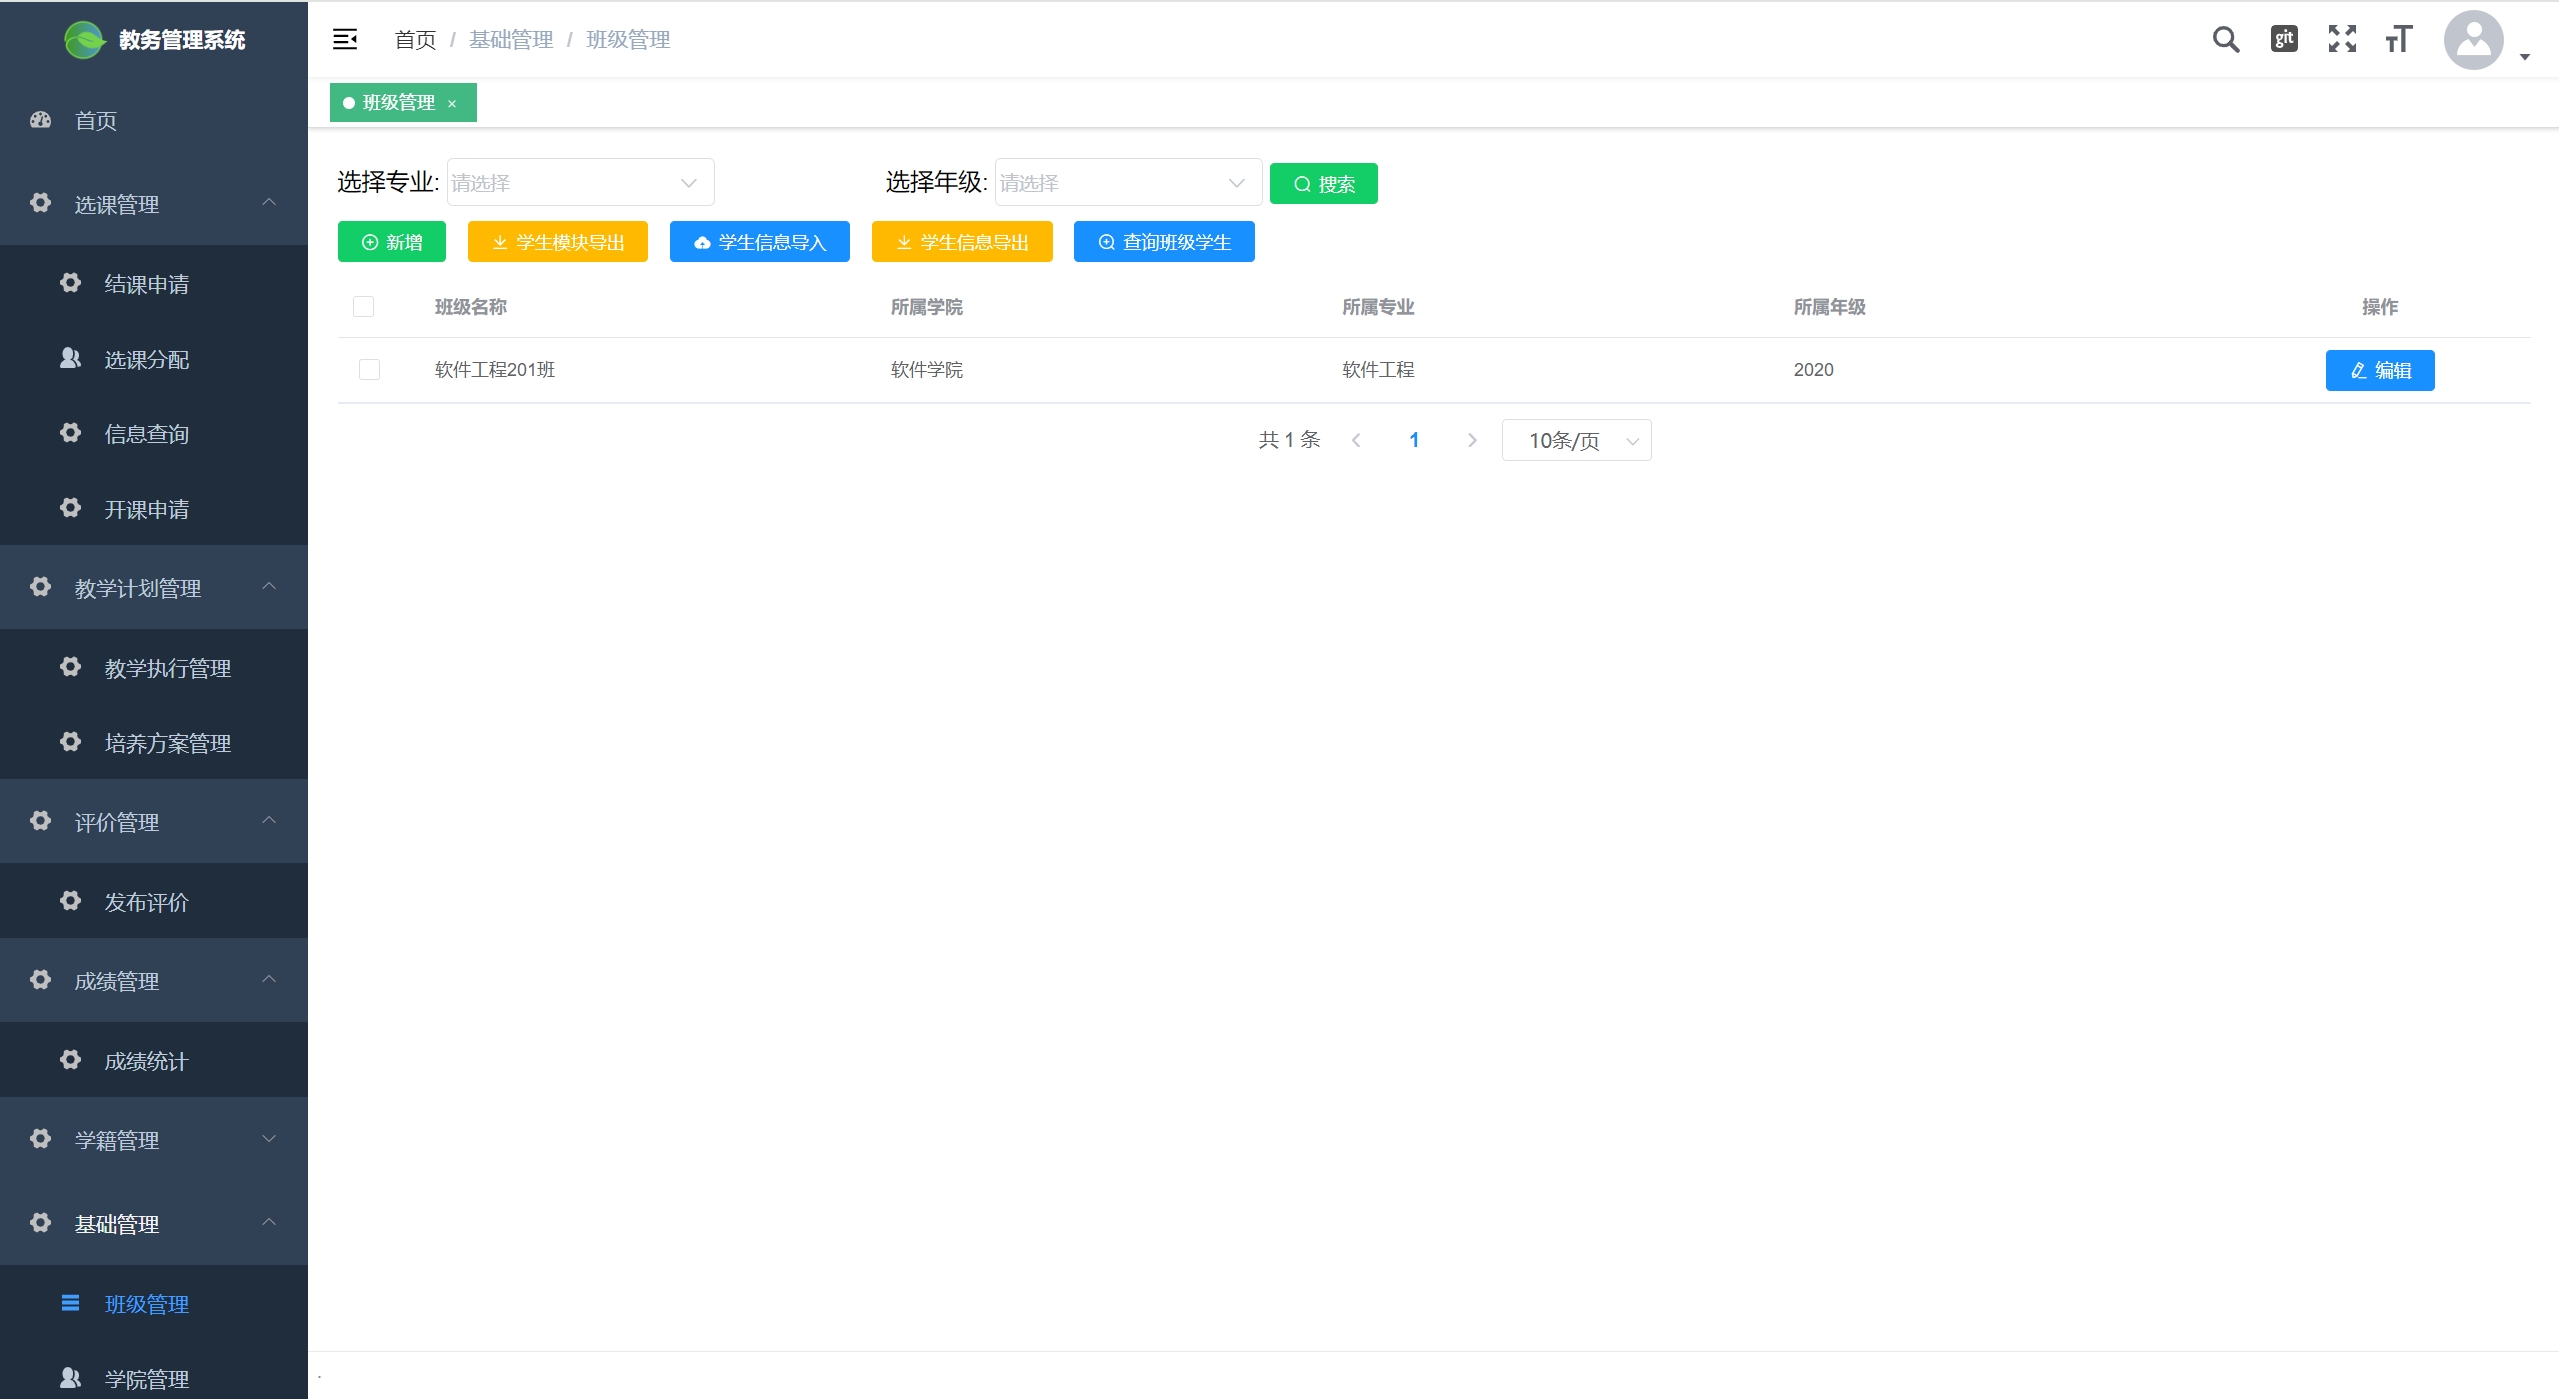 教务管理系统
首页
选课管理
结课申请
选课分配
信息查询
开课申请
教学计划管理
教学执行管理
培养方案管理
评价管理
发布评价
成绩管理
成绩统计
学籍管理
基础管理
班级管理
学院管理
首页 / 基础管理 / 班级管理
git
班级管理 ×
选择专业: 请选择 选择年级: 请选择 搜索
新增 学生模块导出 学生信息导入 学生信息导出 查询班级学生
班级名称 所属学院 所属专业 所属年级 操作
软件工程201班 软件学院 软件工程 2020 编辑
共 1 条 1 10条/页
.